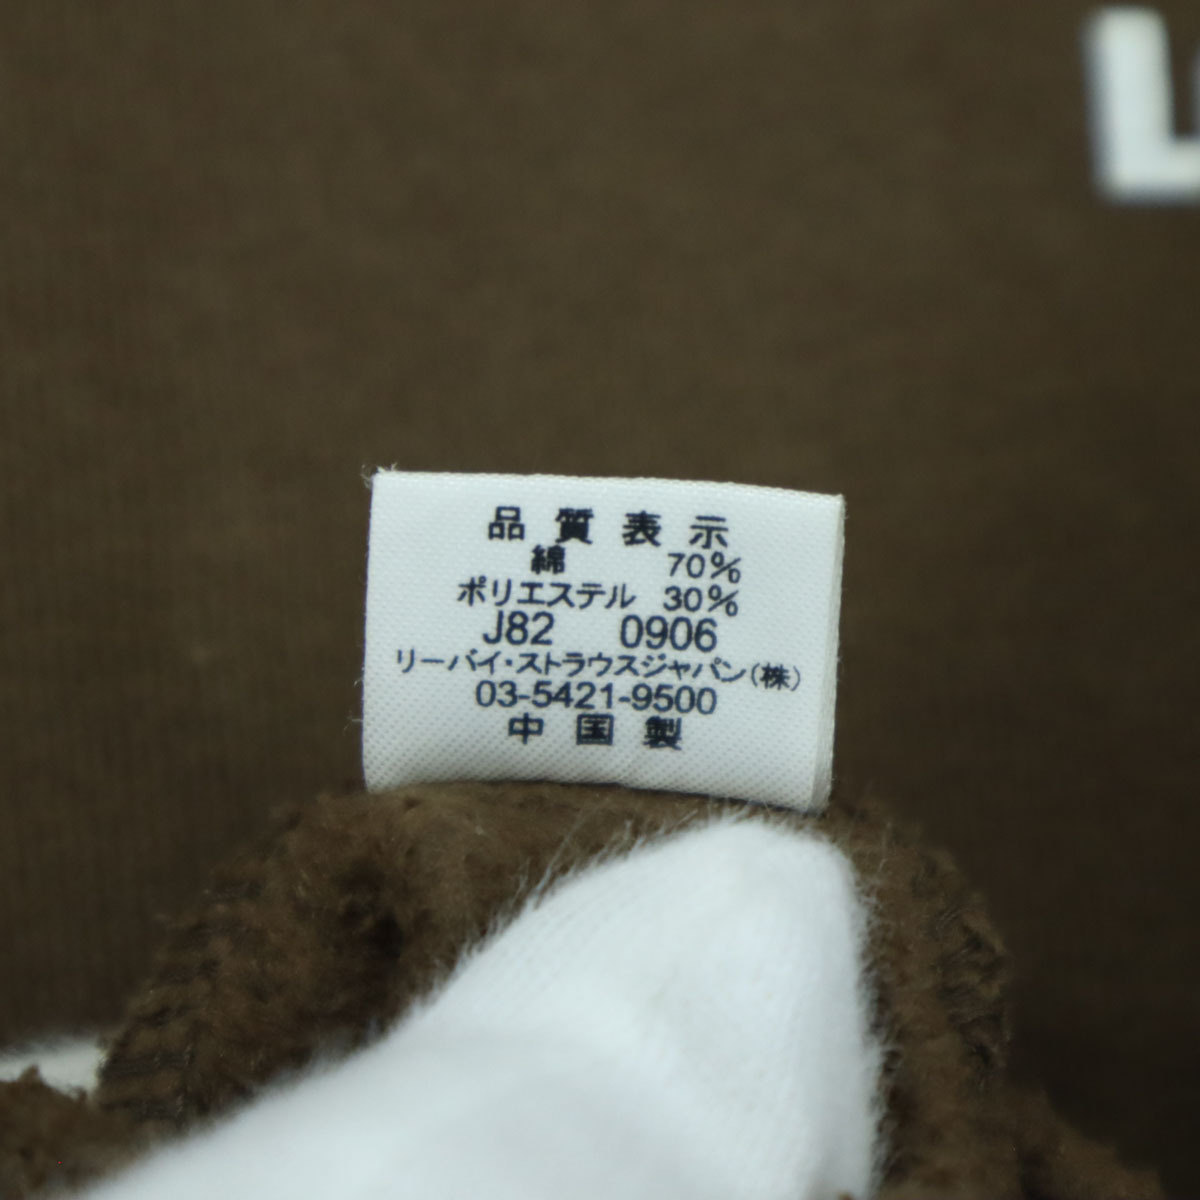 品質表示
綿 70%
ポリエステル 30%
J82 0906
リーバイ・ストラウスジャパン(株)
03-5421-9500
中国製